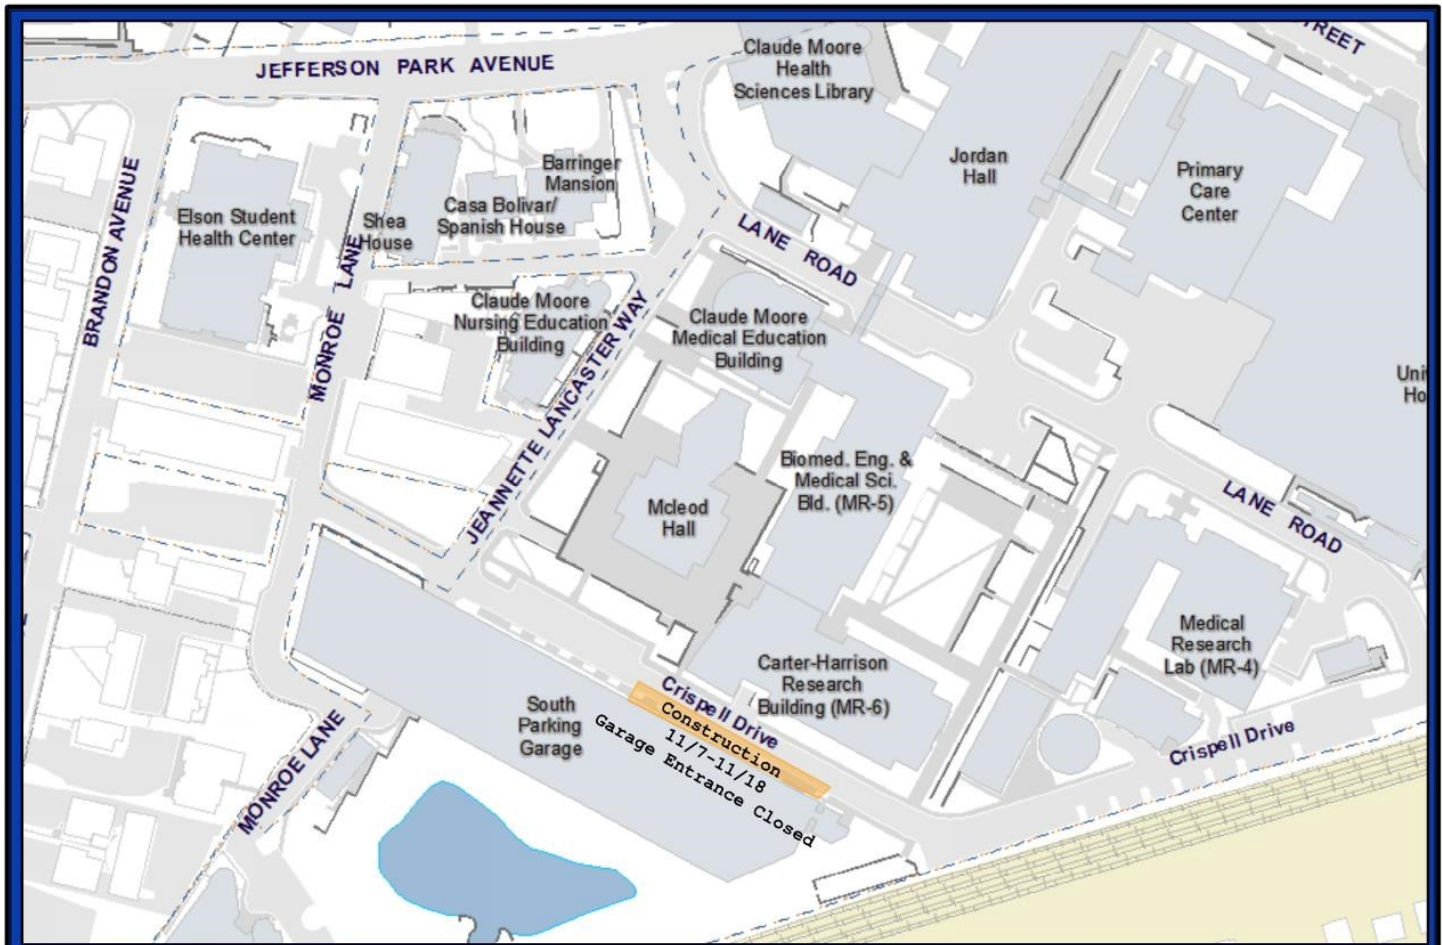 JEFFERSON PARK AVENUE
Claude Moore
Health
Sciences Library
Jordan
Hall
Primary
Care
Center
BRANDON AVENUE
Elson Student
Health Center
MONROE LANE
Shea
House
Casa Bolivar/
Spanish House
Barringer
Mansion
LANE ROAD
Claude Moore
Nursing Education
Building
JEANNETTE LANCASTER WAY
Claude Moore
Medical Education
Building
Biomed. Eng. &
Medical Sci.
Bld. (MR-5)
Mcleod
Hall
LANE ROAD
Medical
Research
Lab (MR-4)
Carter-Harrison
Research
Building (MR-6)
South
Parking
Garage
Crispell Drive
Construction
11/7-11/18
Garage Entrance Closed
Crispell Drive
MONROE LANE